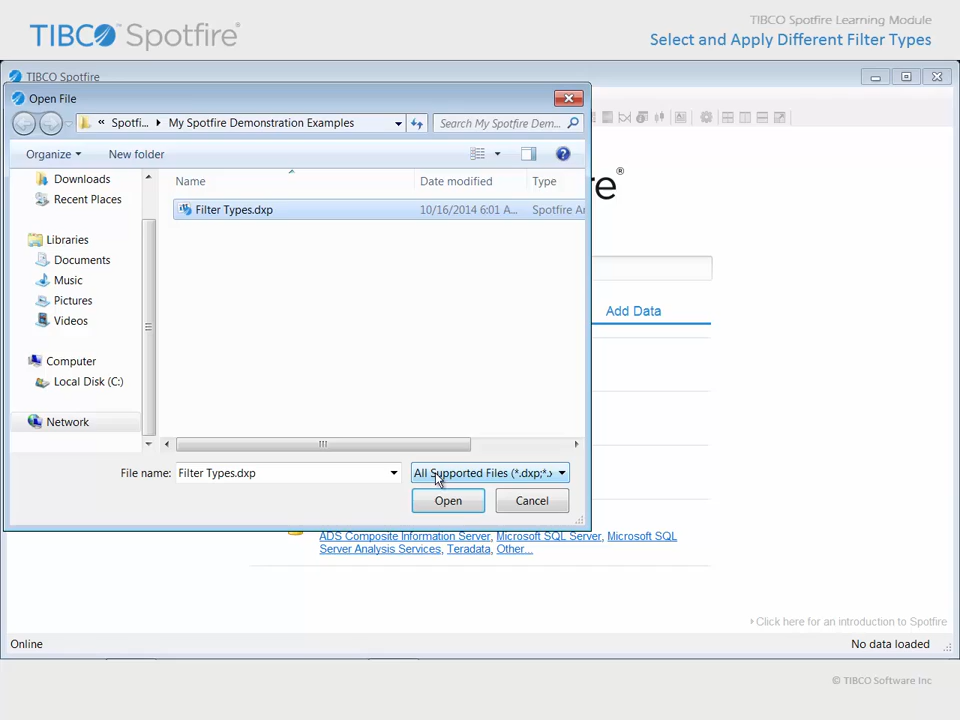 TIBCO Spotfire®
TIBCO Spotfire Learning Module
Select and Apply Different Filter Types
TIBCO Spotfire
Open File
« Spotfi... My Spotfire Demonstration Examples
Search My Spotfire Dem...
Organize
New folder
Name
Date modified
Type
Downloads
Recent Places
Libraries
Documents
Music
Pictures
Videos
Computer
Local Disk (C:)
Network
Filter Types.dxp
10/16/2014 6:01 A...
Spotfire Ar
re®
Add Data
File name:
Filter Types.dxp
All Supported Files (*.dxp;*.x
Open
Cancel
ADS Composite Information Server, Microsoft SQL Server, Microsoft SQL
Server Analysis Services, Teradata, Other...
Click here for an introduction to Spotfire
Online
No data loaded
© TIBCO Software Inc